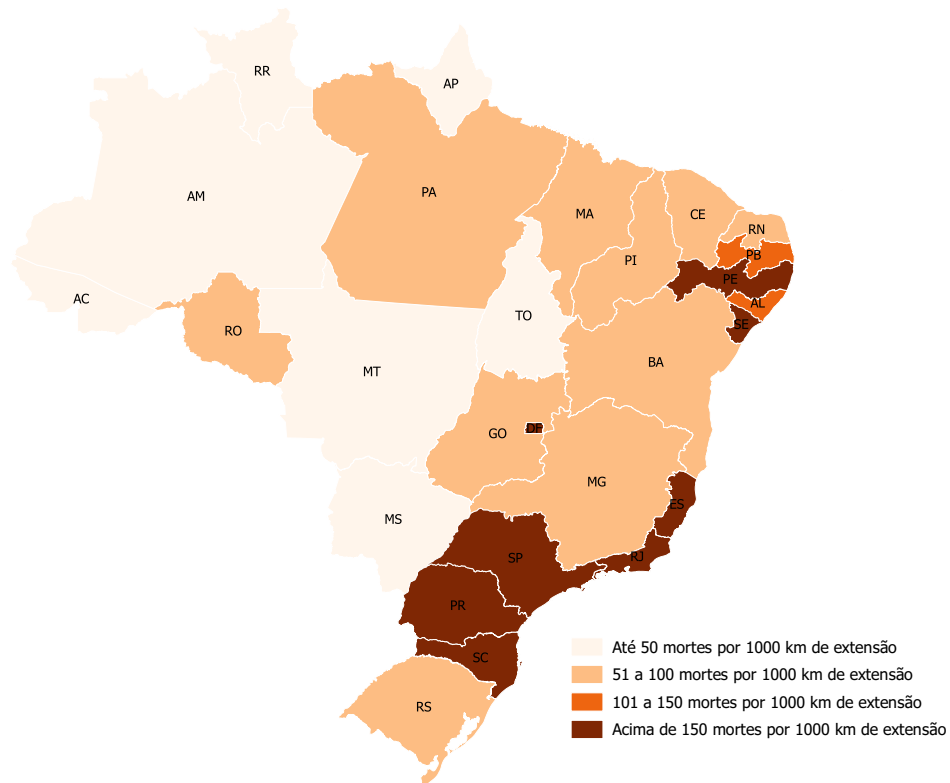 RR
AP
AM
PA
MA
CE
RN
PI
PB
PE
AC
AL
TO
SE
RO
BA
MT
DF
GO
MG
ES
MS
SP
RJ
PR
SC
RS
Até 50 mortes por 1000 km de extensão
51 a 100 mortes por 1000 km de extensão
101 a 150 mortes por 1000 km de extensão
Acima de 150 mortes por 1000 km de extensão